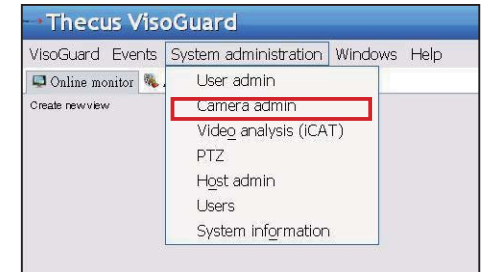 Thecus VisoGuard
VisoGuard Events System administration Windows Help
Online monitor
Create new view
User admin
Camera admin
Video analysis (iCAT)
PTZ
Host admin
Users
System information